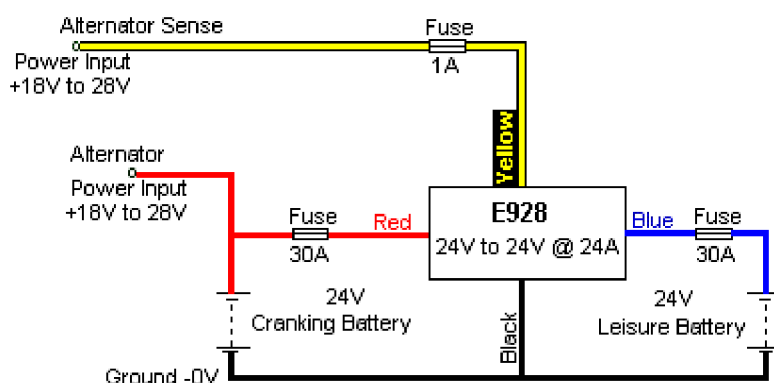 Alternator Sense
Power Input
+18V to 28V
Fuse
1A
Yellow
Alternator
Power Input
+18V to 28V
Fuse
30A
Red
E928
24V to 24V @ 24A
Blue
Fuse
30A
24V
Cranking Battery
Black
24V
Leisure Battery
Ground -0V